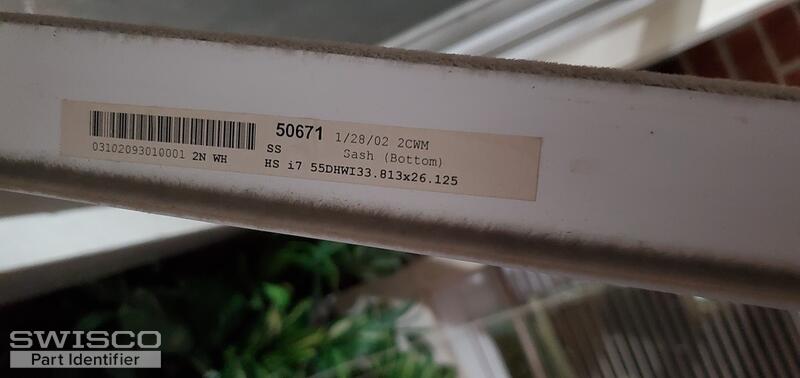 50671 1/28/02 2CWM
03102093010001 2N WH
SS Sash (Bottom)
HS i7 55DHWI33.813x26.125
SWISCO
Part Identifier